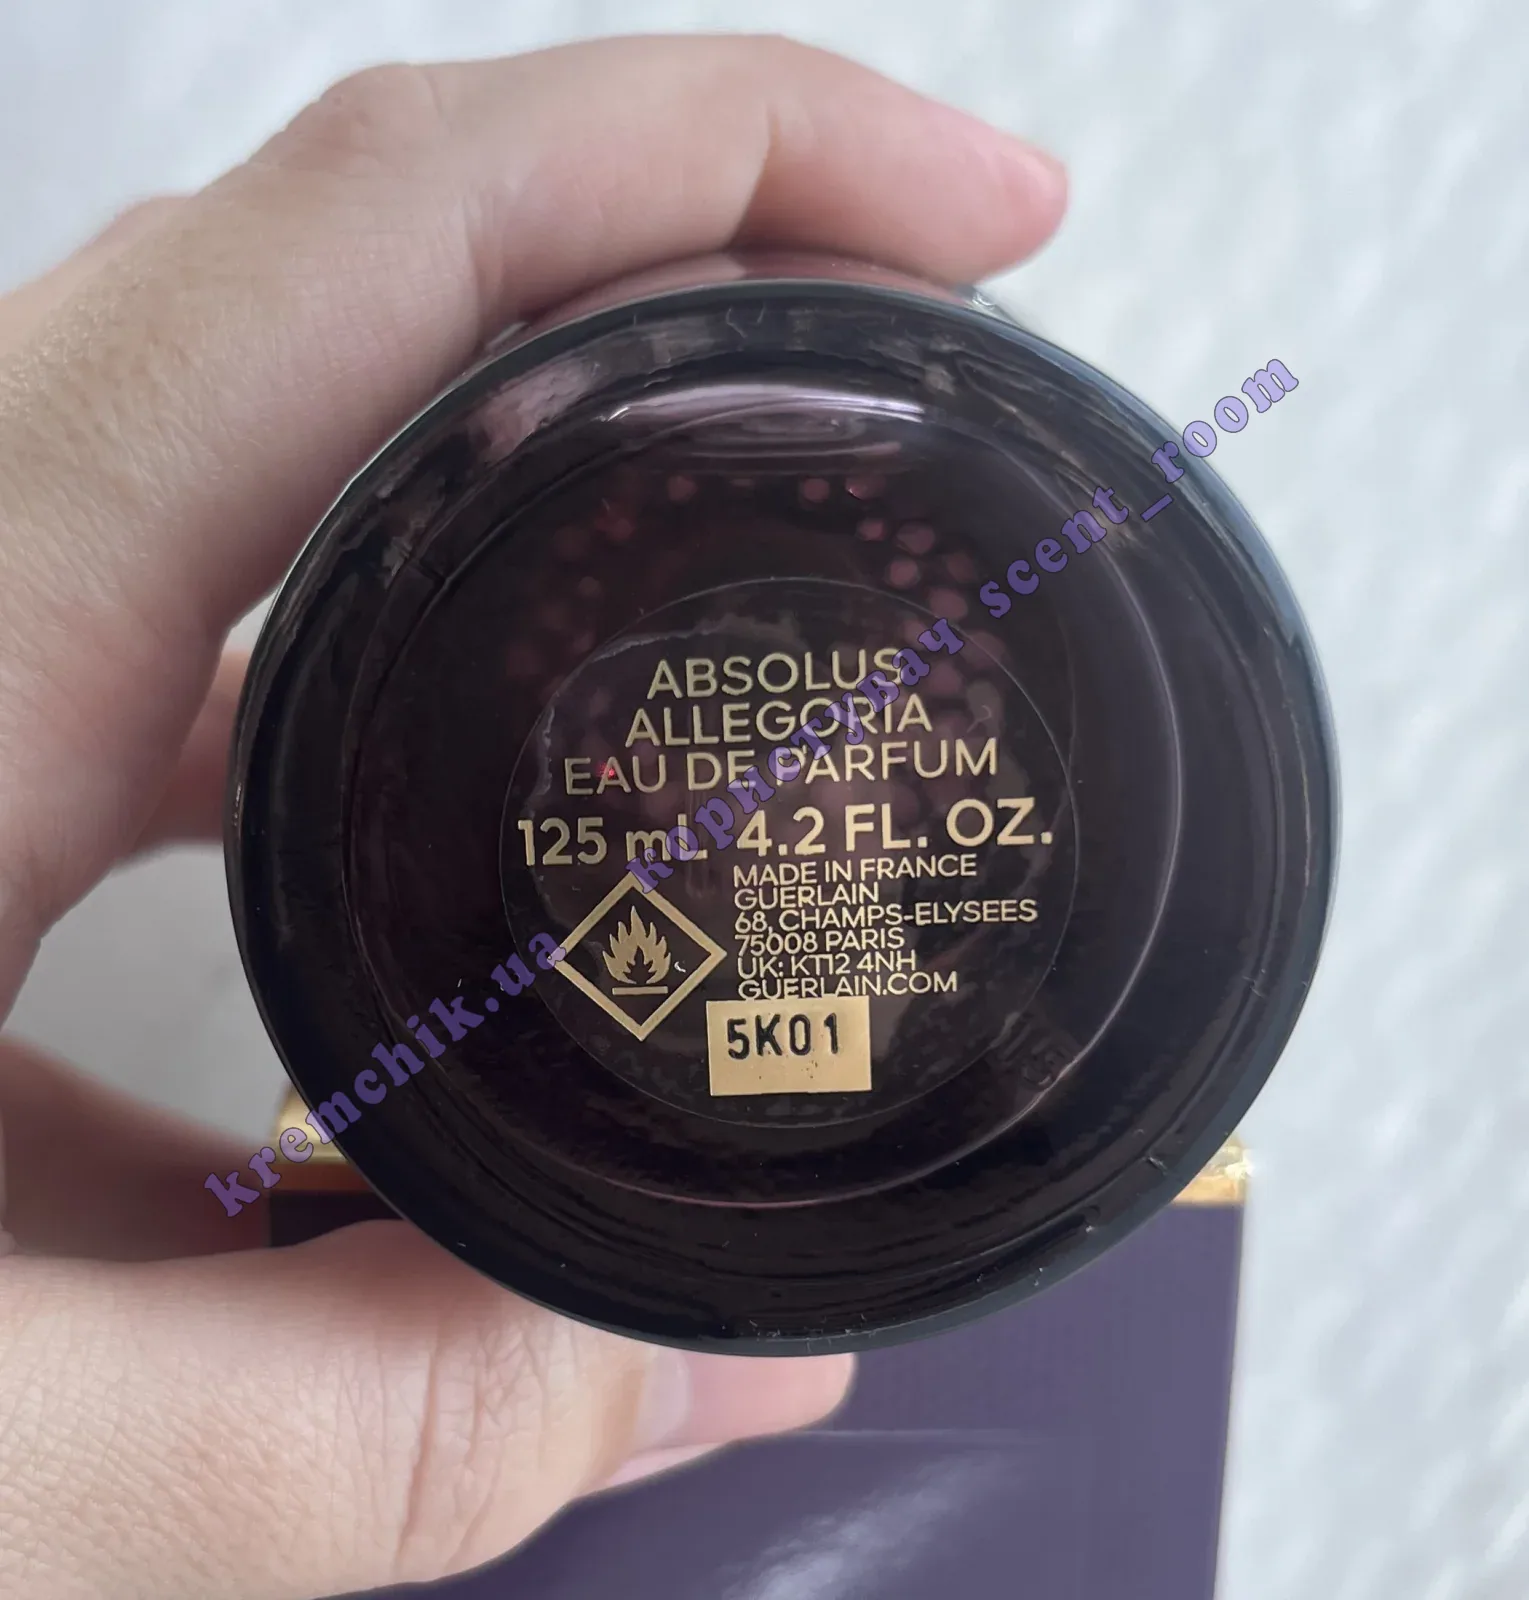 ABSOLUS
ALLEGORIA
EAU DE PARFUM
125 mL 4.2 FL. OZ.
MADE IN FRANCE
GUERLAIN
68, CHAMPS-ELYSEES
75008 PARIS
UK: KT12 4NH
GUERLAIN.COM
5K01
kremchik.ua користувач scent_room